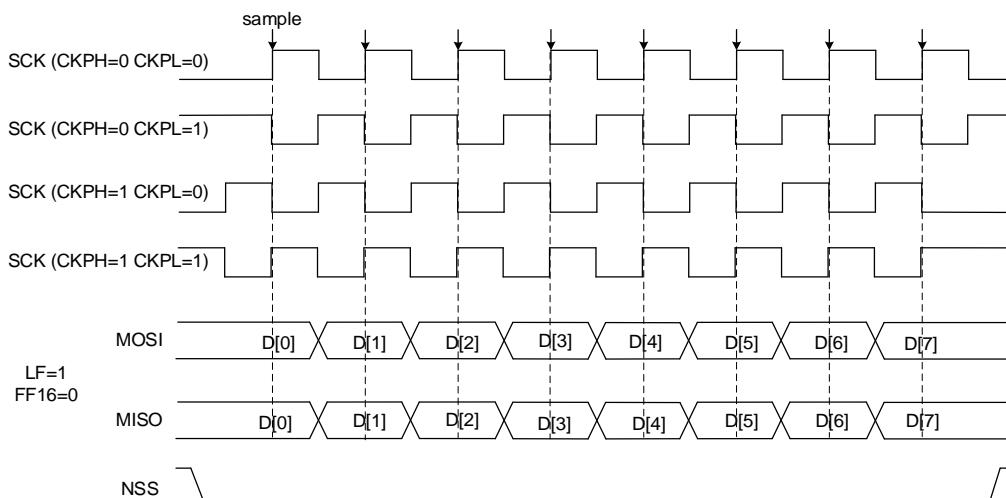 sample
SCK (CKPH=0 CKPL=0)
SCK (CKPH=0 CKPL=1)
SCK (CKPH=1 CKPL=0)
SCK (CKPH=1 CKPL=1)
MOSI D[0] D[1] D[2] D[3] D[4] D[5] D[6] D[7]
LF=1
FF16=0
MISO D[0] D[1] D[2] D[3] D[4] D[5] D[6] D[7]
NSS